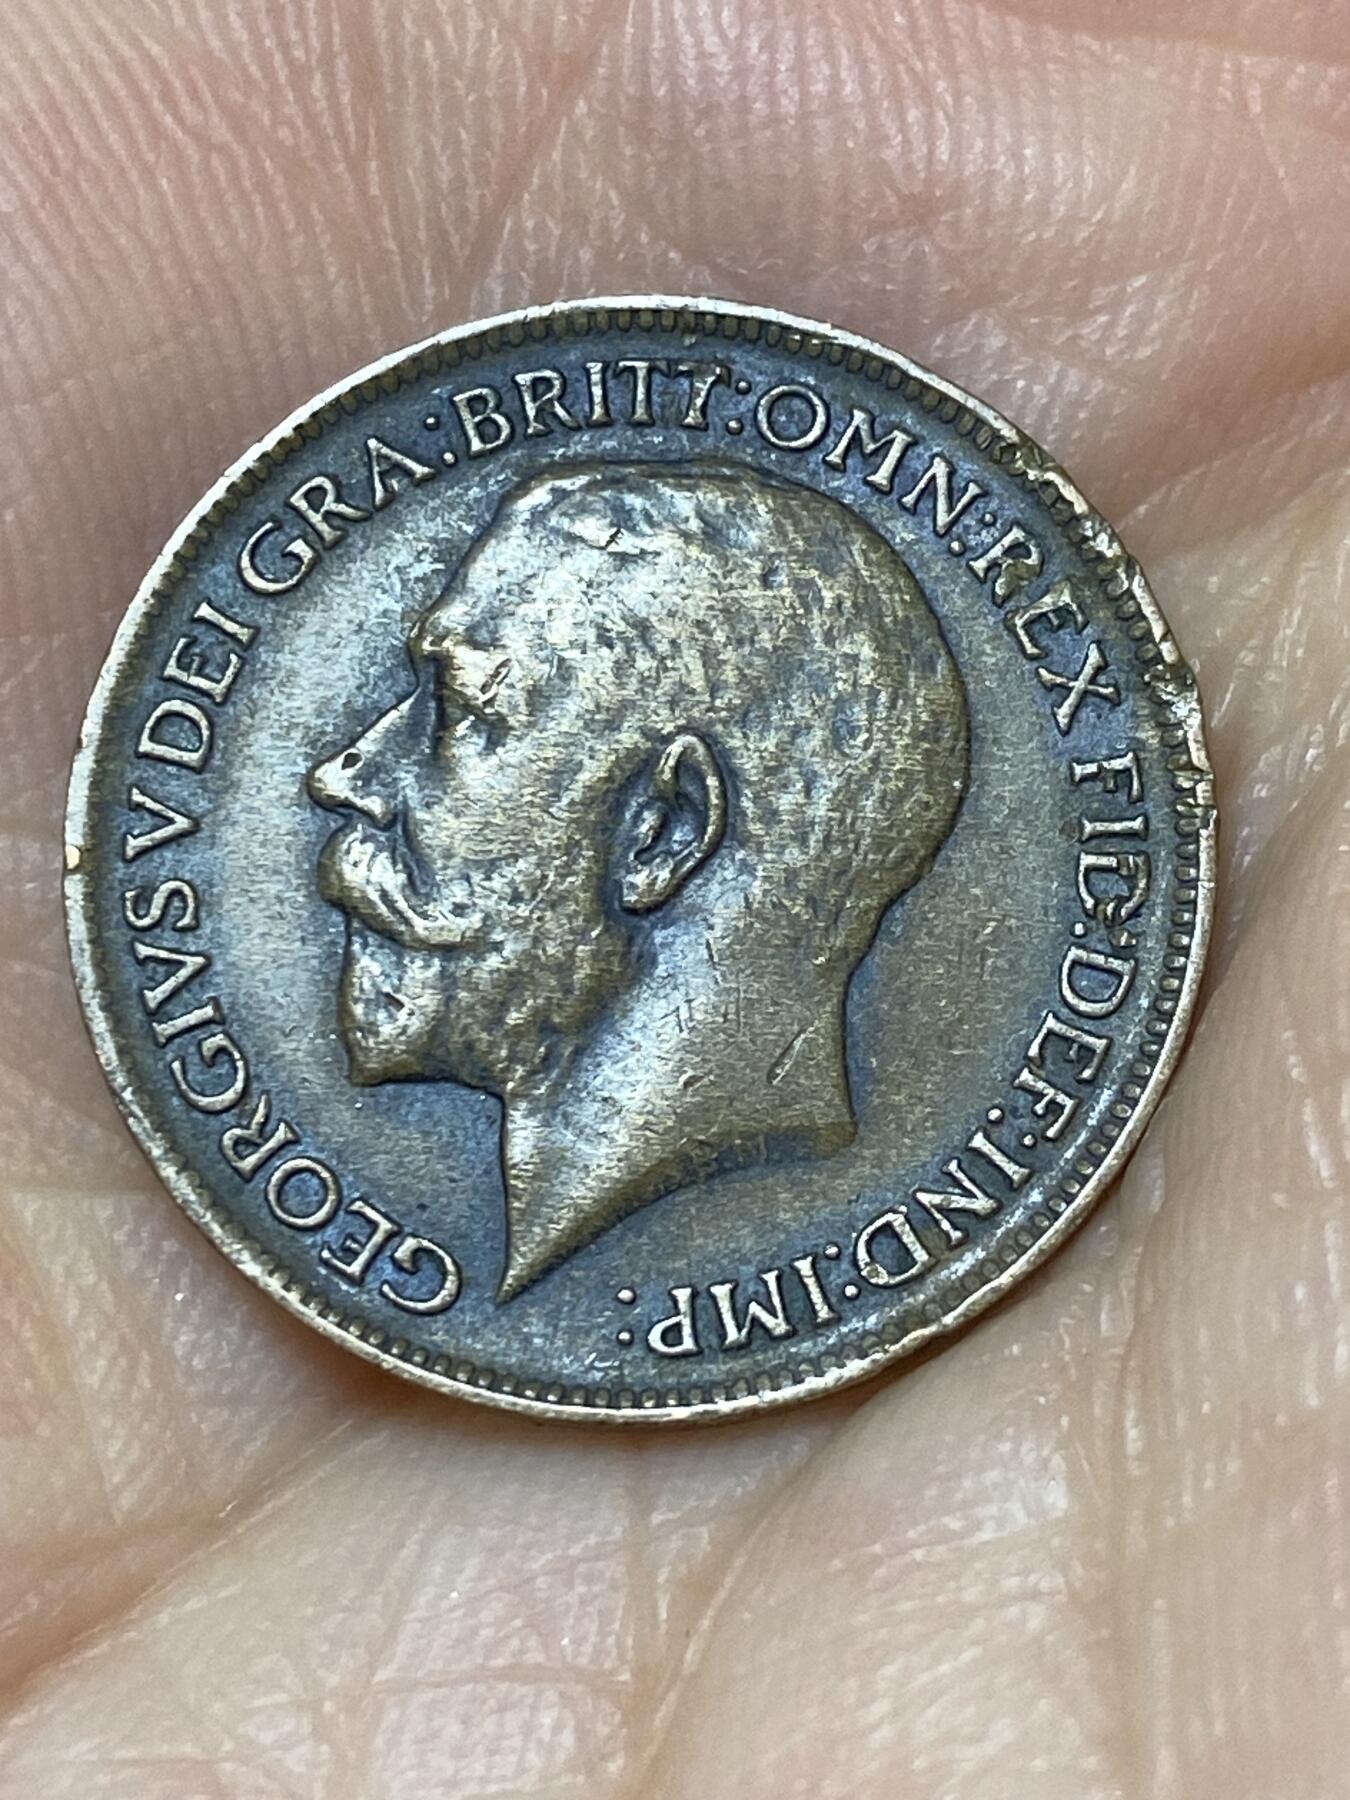 GEORGIVS V DEI GRA: BRITT: OMN: REX FID: DEF: IND: IMP: